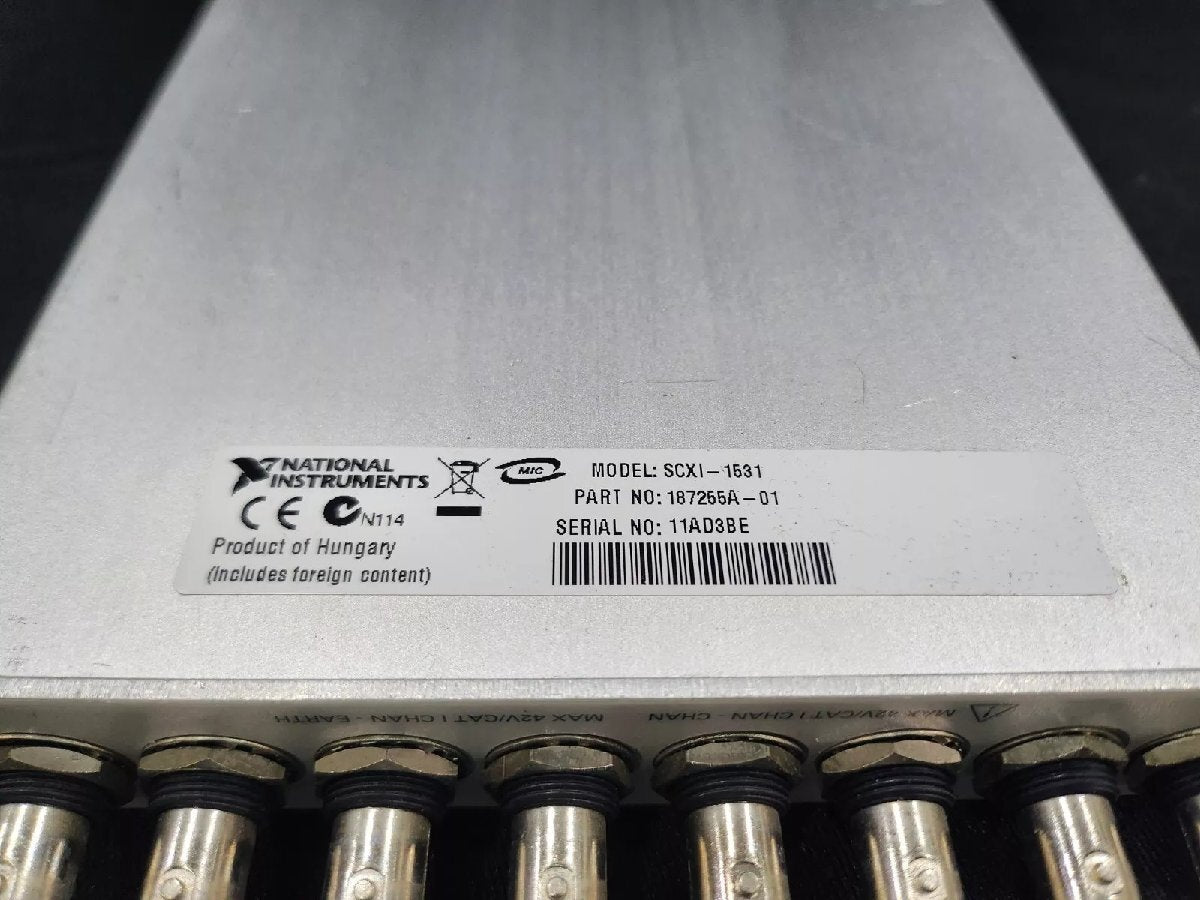 NATIONAL
INSTRUMENTS
MIC
CE
N114
Product of Hungary
(includes foreign content)
MODEL: SCXI-1531
PART NO: 187255A-01
SERIAL NO: 11AD3BE
MAX 42V/CAT I CHAN - CHAN
MAX 42V/CAT I CHAN - EARTH